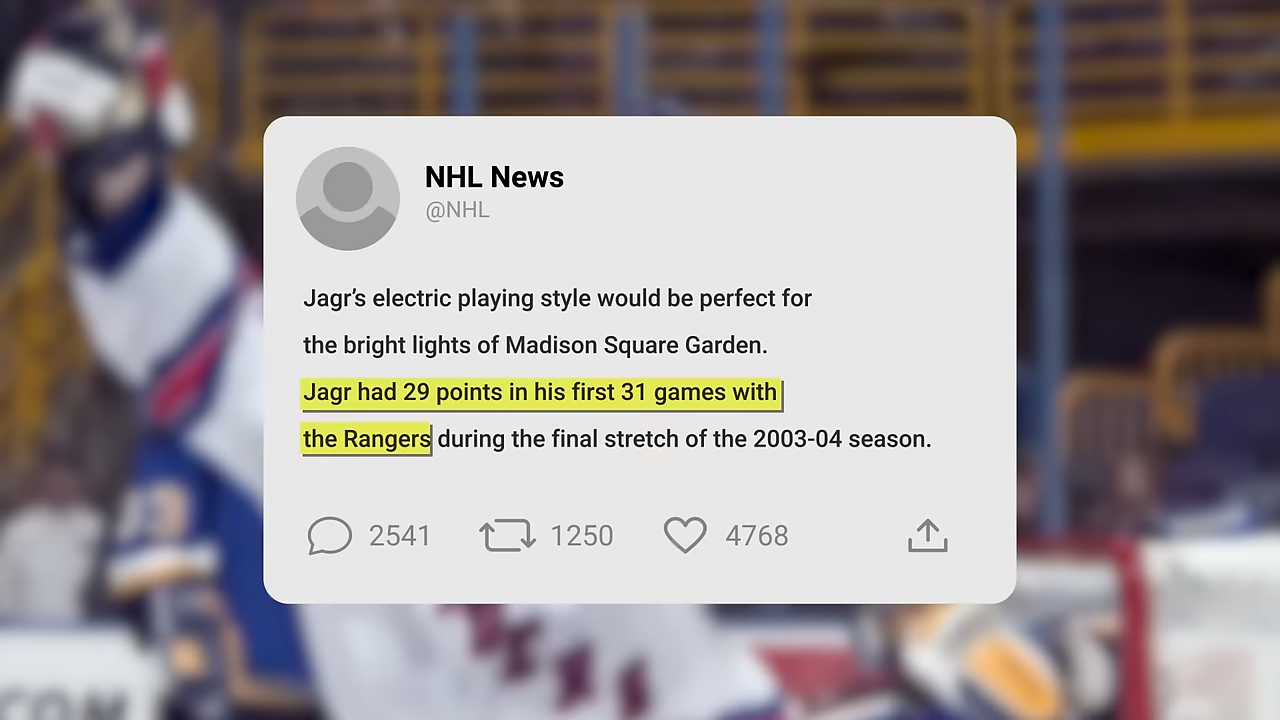 NHL News
@NHL
Jagr’s electric playing style would be perfect for
the bright lights of Madison Square Garden.
Jagr had 29 points in his first 31 games with
the Rangers during the final stretch of the 2003-04 season.
2541 1250 4768
COM